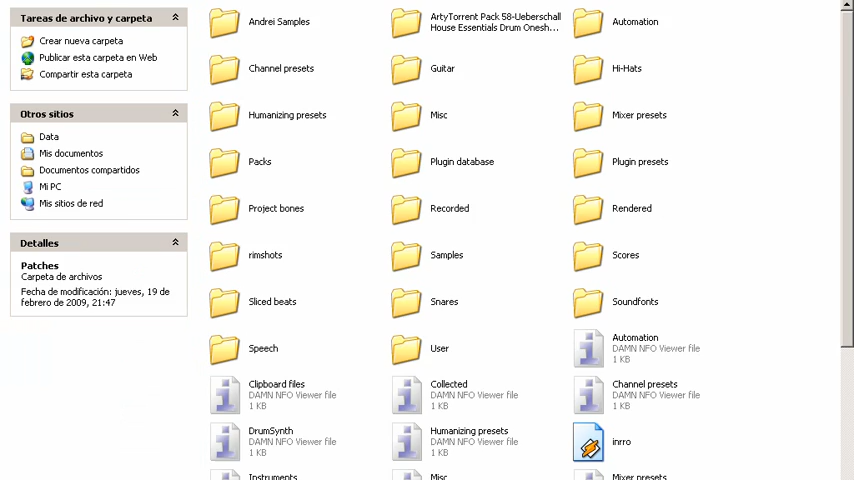 Tareas de archivo y carpeta
Crear nueva carpeta
Publicar esta carpeta en Web
Compartir esta carpeta
Otros sitios
Data
Mis documentos
Documentos compartidos
Mi PC
Mis sitios de red
Detalles
Patches
Carpeta de archivos
Fecha de modificación: jueves, 19 de
febrero de 2009, 21:47
Andrei Samples
ArtyTorrent Pack 58-Ueberschall
House Essentials Drum Onesh...
Automation
Channel presets
Guitar
Hi-Hats
Humanizing presets
Misc
Mixer presets
Packs
Plugin database
Plugin presets
Project bones
Recorded
Rendered
rimshots
Samples
Scores
Sliced beats
Snares
Soundfonts
Speech
User
Automation
DAMN NFO Viewer file
1 KB
Clipboard files
DAMN NFO Viewer file
1 KB
Collected
DAMN NFO Viewer file
1 KB
Channel presets
DAMN NFO Viewer file
1 KB
DrumSynth
DAMN NFO Viewer file
1 KB
Humanizing presets
DAMN NFO Viewer file
1 KB
inrro
Instruments
Misc
Mixer presets